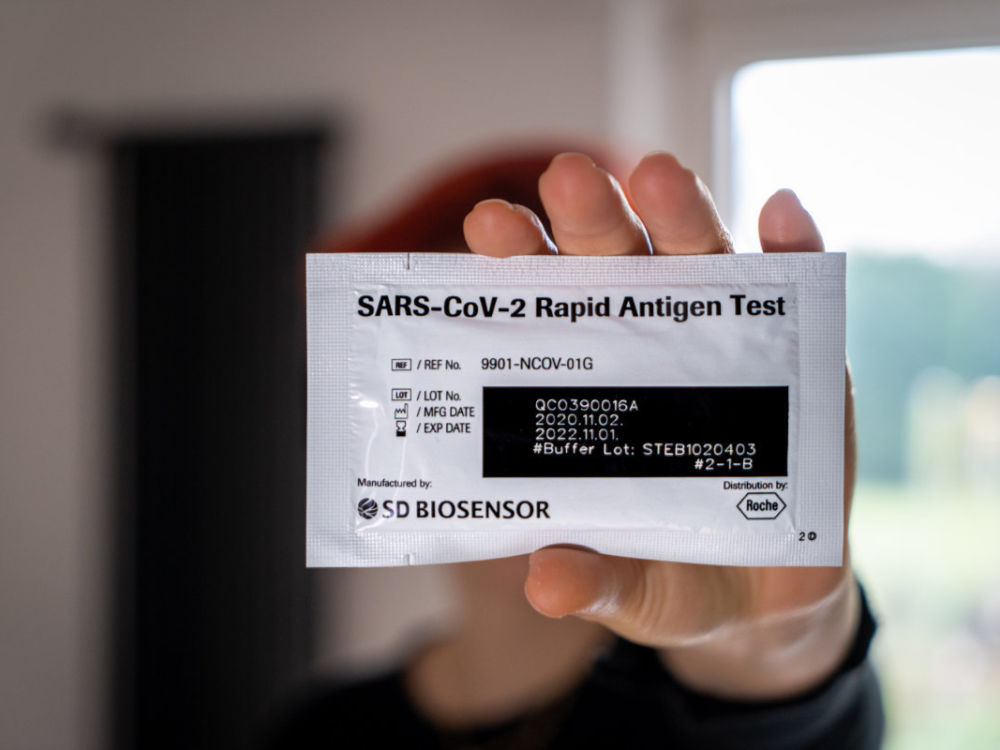 SARS-CoV-2 Rapid Antigen Test
REF / REF No. 9901-NCOV-01G
LOT / LOT No. QC0390016A
/ MFG DATE 2020.11.02.
/ EXP DATE 2022.11.01.
#Buffer Lot: STEB1020403
#2-1-B
Manufactured by:
SD BIOSENSOR
Distribution by:
Roche
2